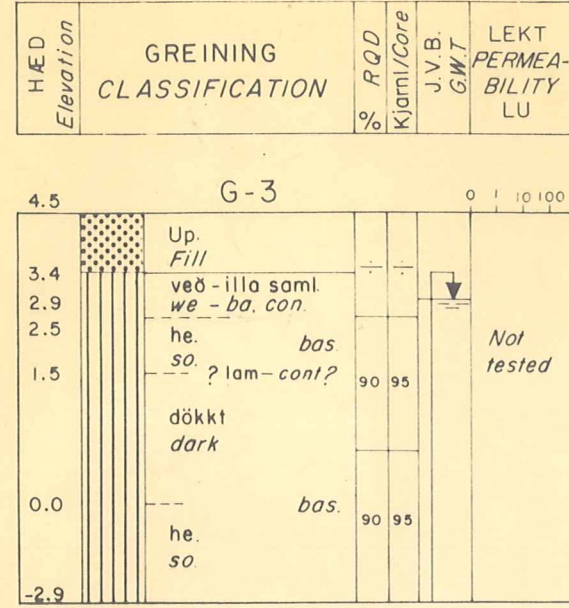 HÆÐ
Elevation
GREINING
CLASSIFICATION
% RQD
Kjarni/Core
J.V.B.
G.W.T
LEKT
PERMEA-
BILITY
LU
4.5
G-3
0 1 10 100
Up.
Fill
÷ ÷
3.4
veð-illa saml.
we-ba, con.
2.9
2.5
he.
so.
bas.
Not
tested
1.5
? lam-cont?
90 95
dökkt
dark
0.0
bas.
90 95
he.
so.
-2.9